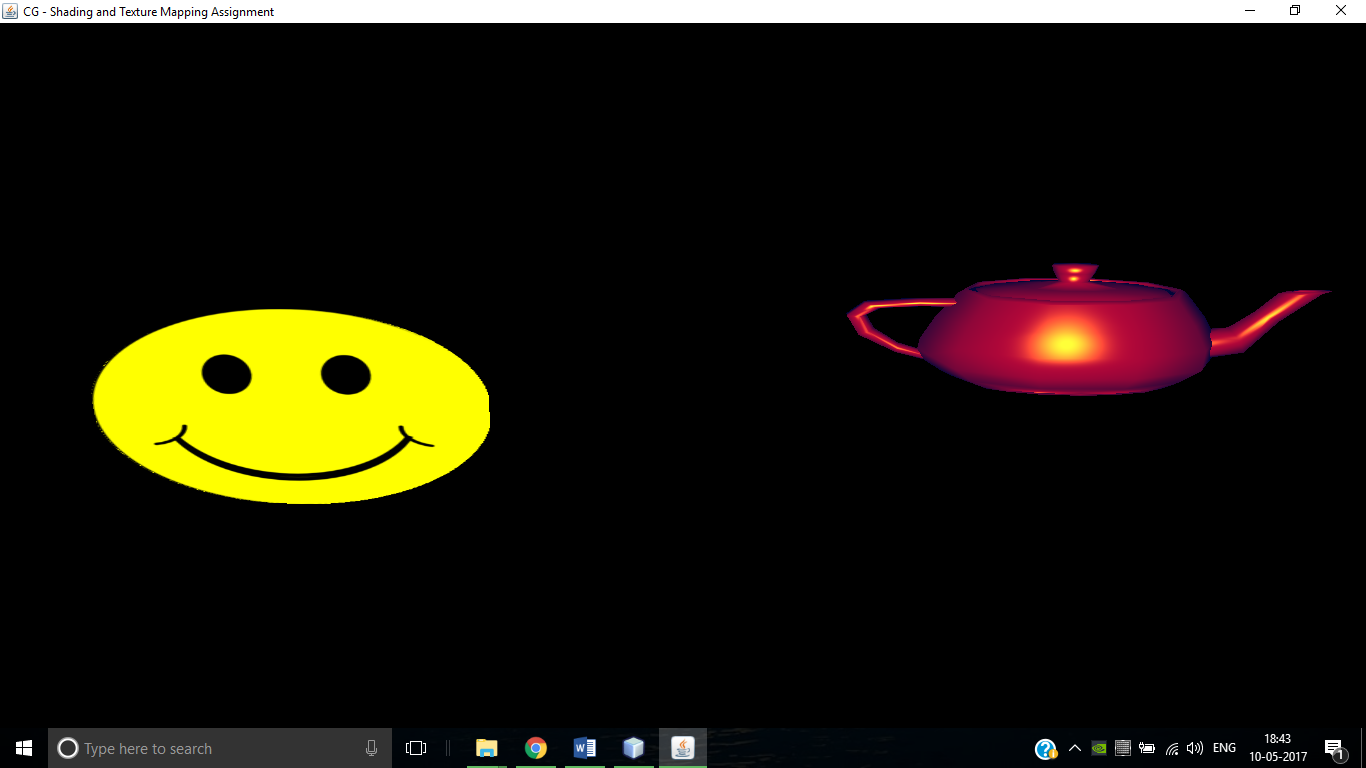 CG - Shading and Texture Mapping Assignment
Type here to search
ENG
18:43
10-05-2017
1